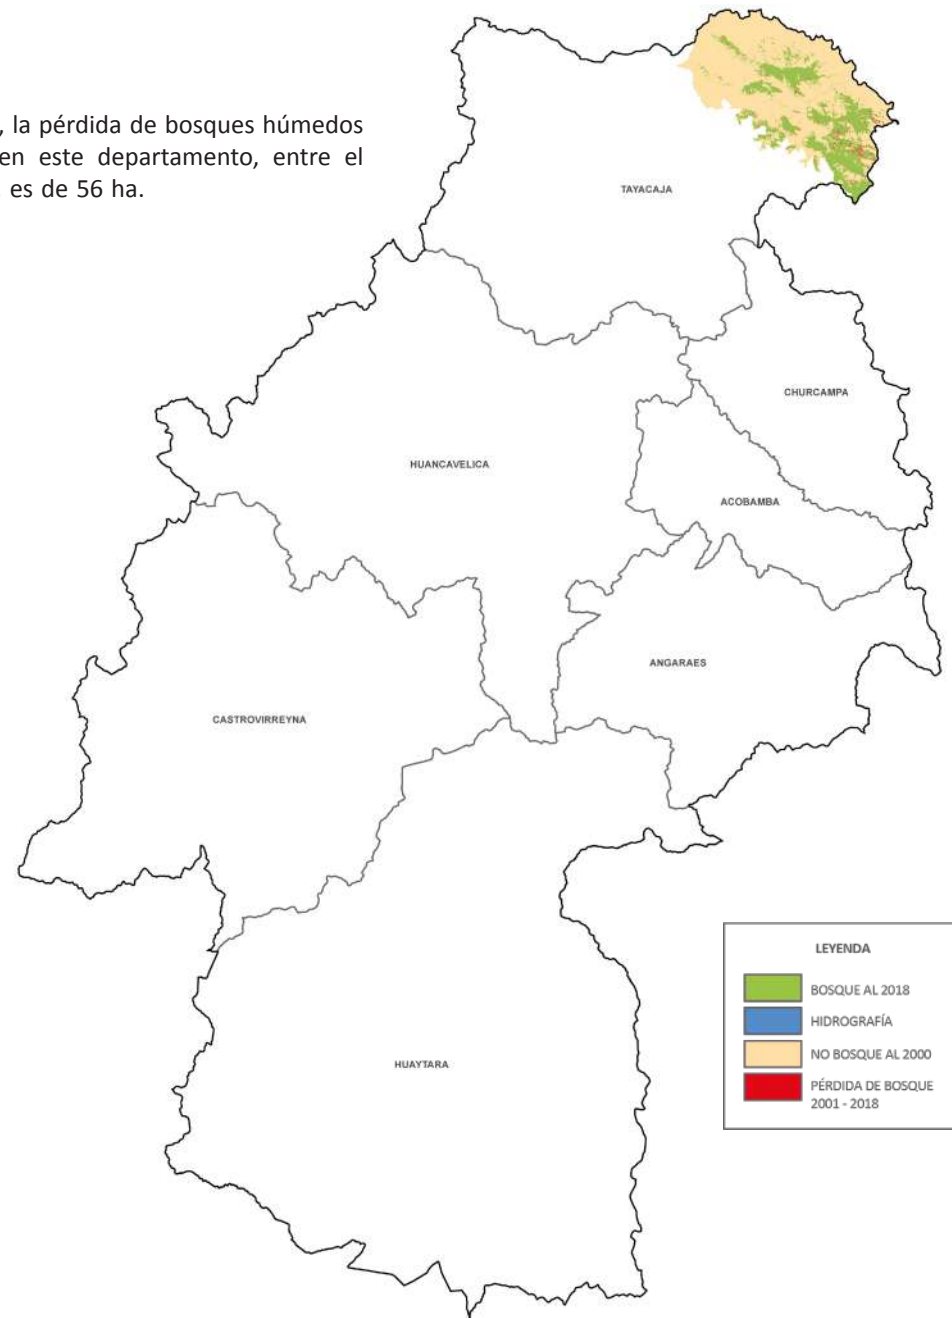 , la pérdida de bosques húmedos
en este departamento, entre el
es de 56 ha.
TAYACAJA
CHURCAMPA
HUANCAVELICA
ACOBAMBA
ANGARAES
CASTROVIRREYNA
HUAYTARA
LEYENDA
BOSQUE AL 2018
HIDROGRAFÍA
NO BOSQUE AL 2000
PÉRDIDA DE BOSQUE
2001 - 2018